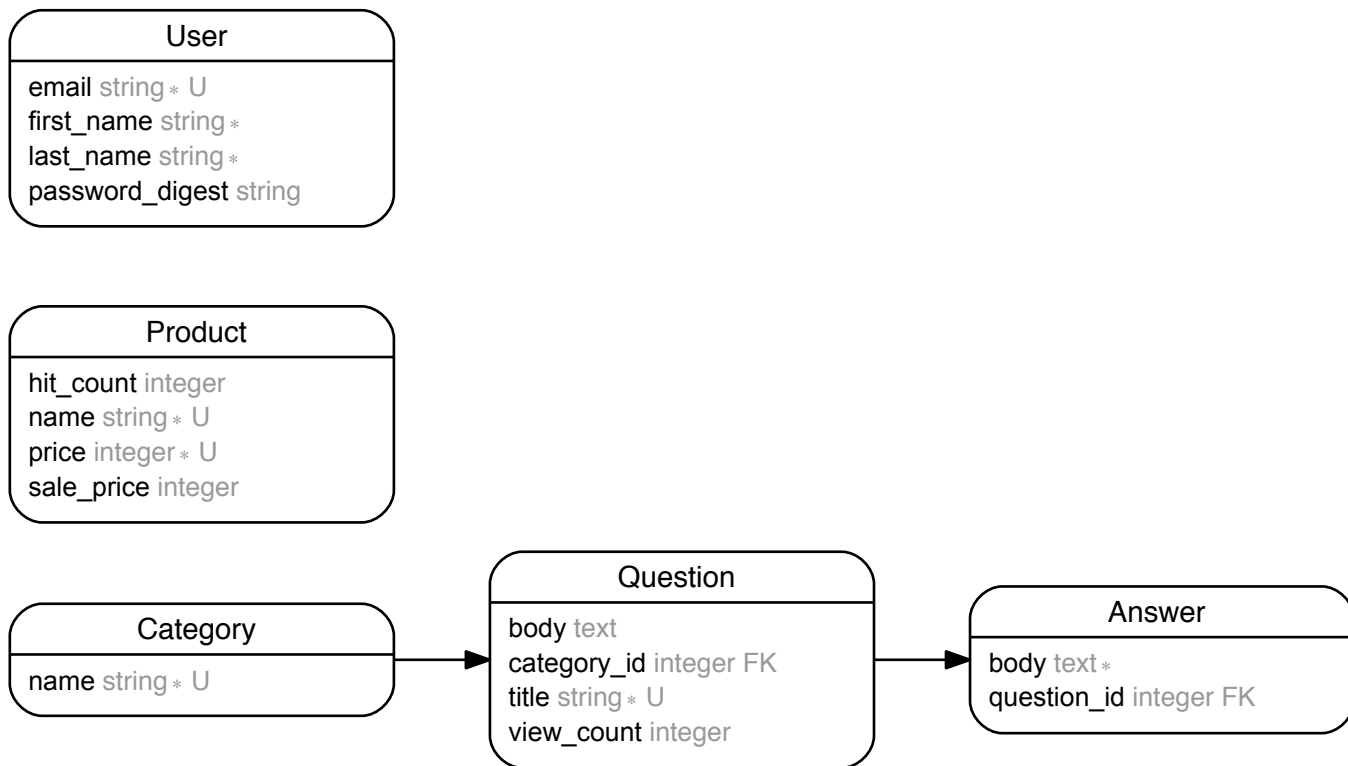 User
email string * U
first_name string *
last_name string *
password_digest string
Product
hit_count integer
name string * U
price integer * U
sale_price integer
Category
name string * U
Question
body text
category_id integer FK
title string * U
view_count integer
Answer
body text *
question_id integer FK